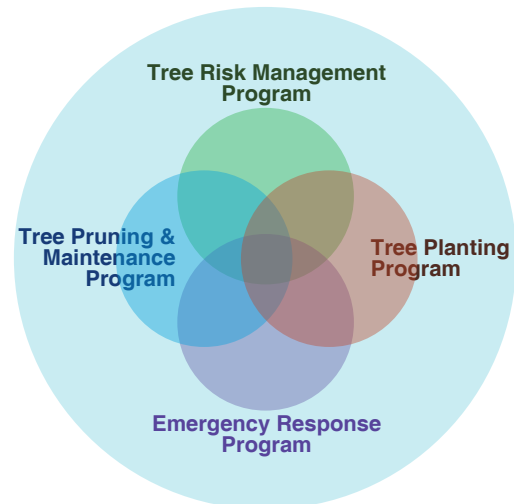 Tree Risk Management
Program
Tree Pruning &
Maintenance
Program
Tree Planting
Program
Emergency Response
Program